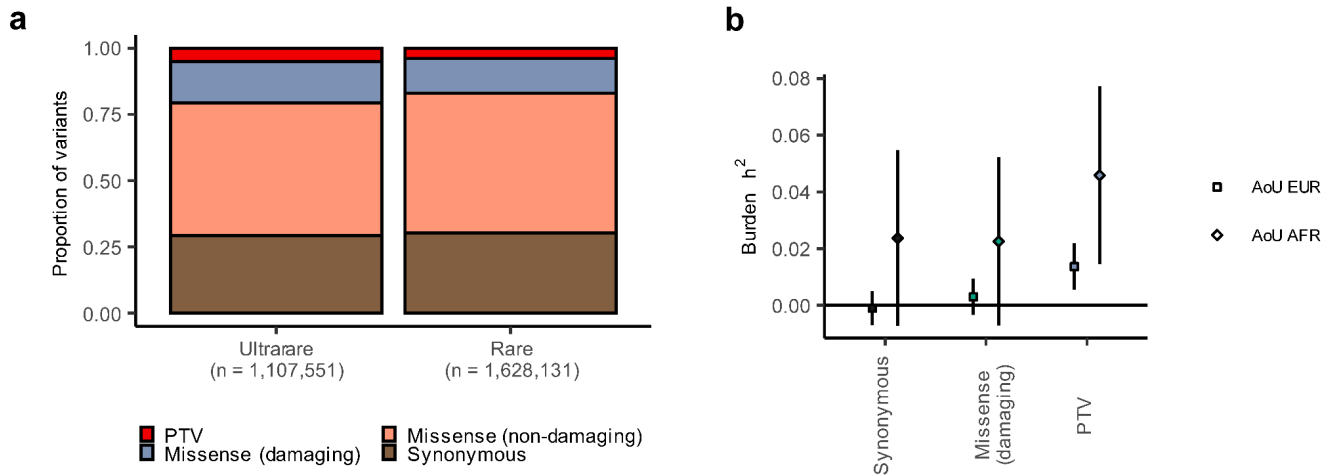 a
Proportion of variants
1.00
0.75
0.50
0.25
0.00
Ultrarare
(n = 1,107,551)
Rare
(n = 1,628,131)
PTV
Missense (damaging)
Missense (non-damaging)
Synonymous
b
Burden h²
0.08
0.06
0.04
0.02
0.00
Synonymous
Missense
(damaging)
PTV
AoU EUR
AoU AFR